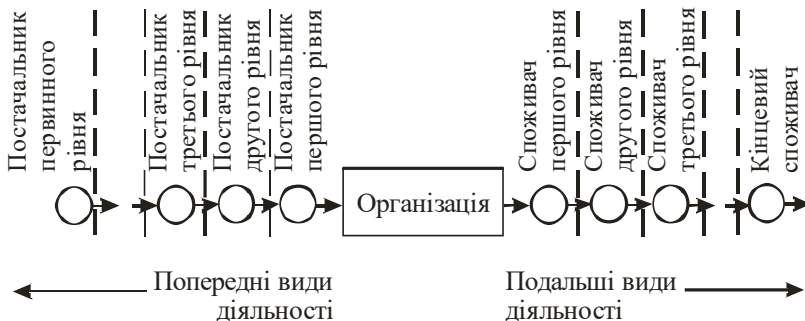 Постачальник
первинного
рівня
Постачальник
третього рівня
Постачальник
другого рівня
Постачальник
першого рівня
Організація
Споживач
першого рівня
Споживач
другого рівня
Споживач
третього рівня
Кінцевий
споживач
Попередні види
діяльності
Подальші види
діяльності